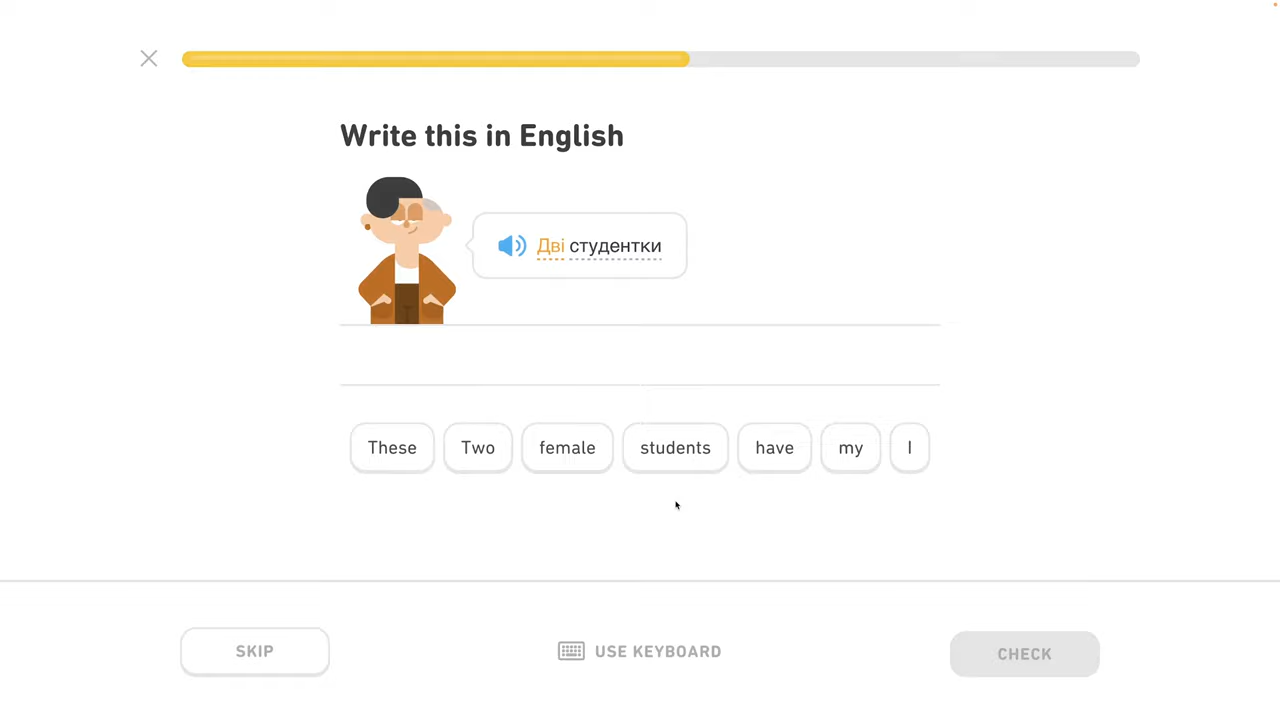 Write this in English
Дві студентки
These Two female students have my I
SKIP USE KEYBOARD CHECK